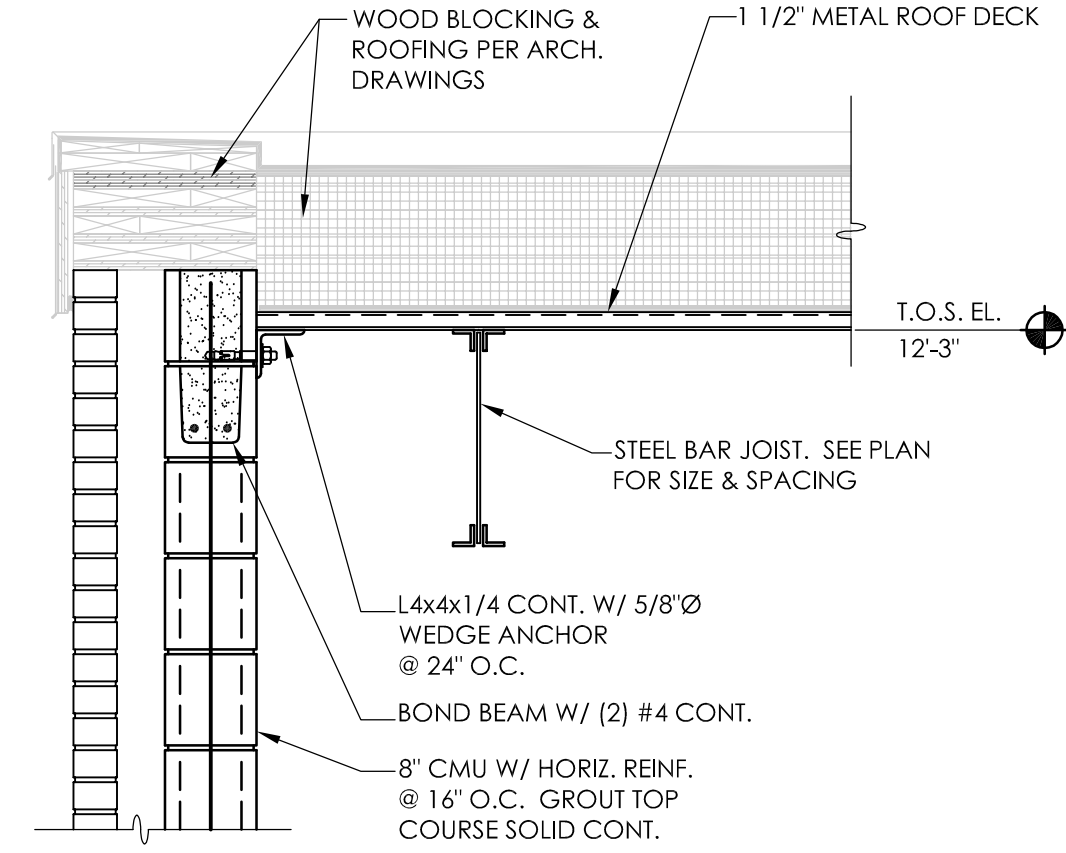 WOOD BLOCKING &
ROOFING PER ARCH.
DRAWINGS
1 1/2" METAL ROOF DECK
T.O.S. EL.
12'-3"
STEEL BAR JOIST.  SEE PLAN
FOR SIZE & SPACING
L4x4x1/4 CONT. W/ 5/8"Ø
WEDGE ANCHOR
@ 24" O.C.
BOND BEAM W/ (2) #4 CONT.
8" CMU W/ HORIZ. REINF.
@ 16" O.C.  GROUT TOP
COURSE SOLID CONT.